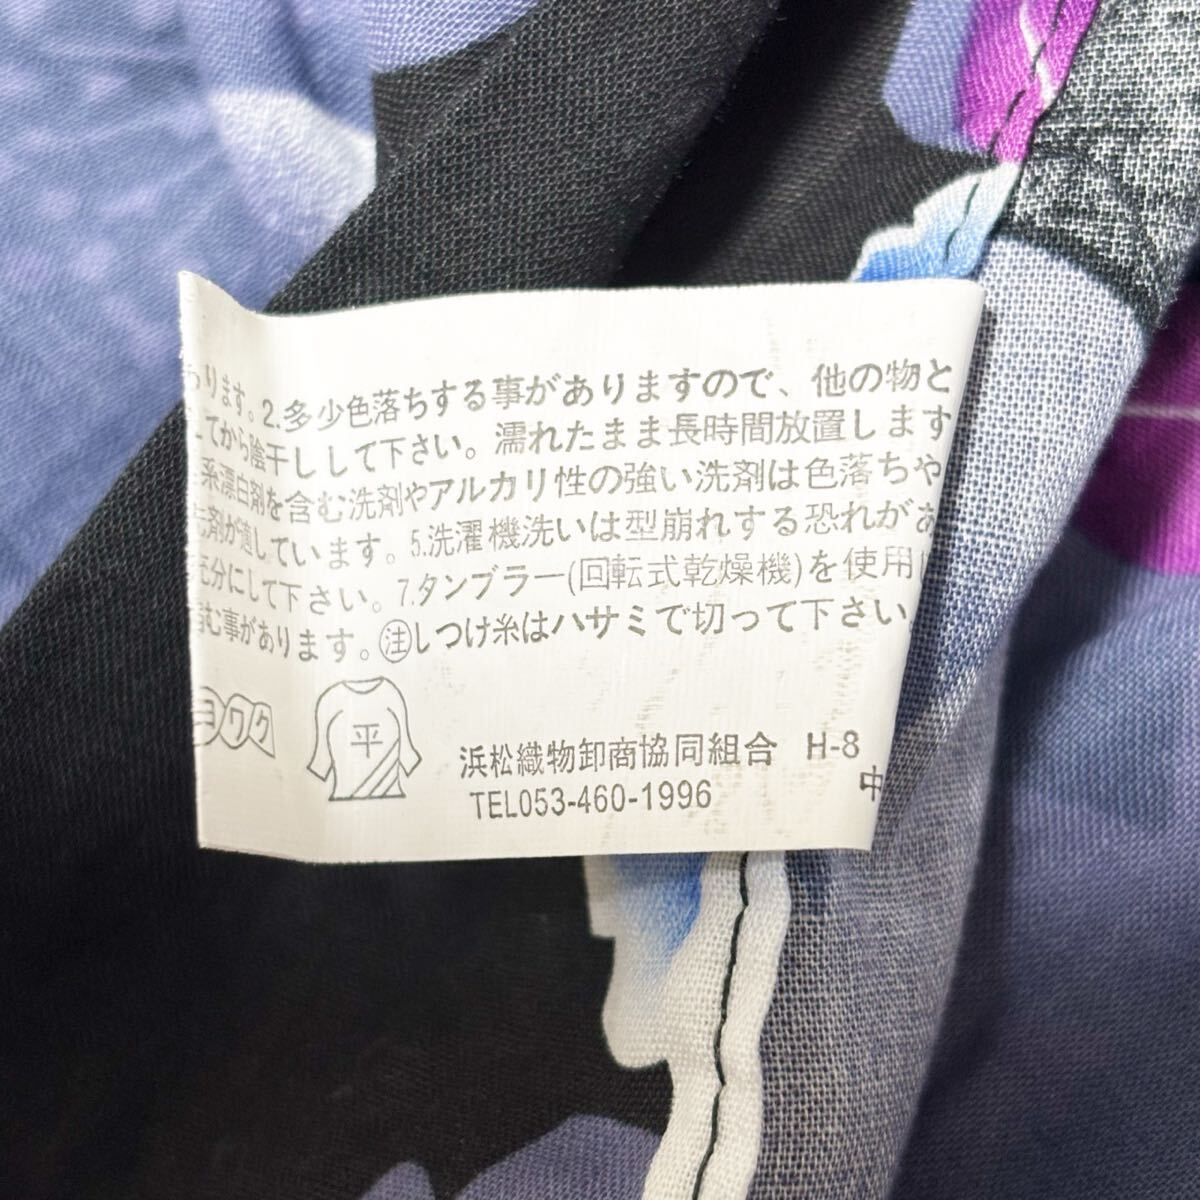 ります。2.多少色落ちする事がありますので、他の物と
てから陰干しして下さい。濡れたまま長時間放置します
系漂白剤を含む洗剤やアルカリ性の強い洗剤は色落ちや
洗剤が適しています。5.洗濯機洗いは型崩れする恐れがあ
充分にして下さい。7.タンブラー(回転式乾燥機)を使用
縮む事があります。㊟しつけ糸はハサミで切って下さい。
ヨワク
平
浜松織物卸商協同組合 H-8
TEL053-460-1996
中